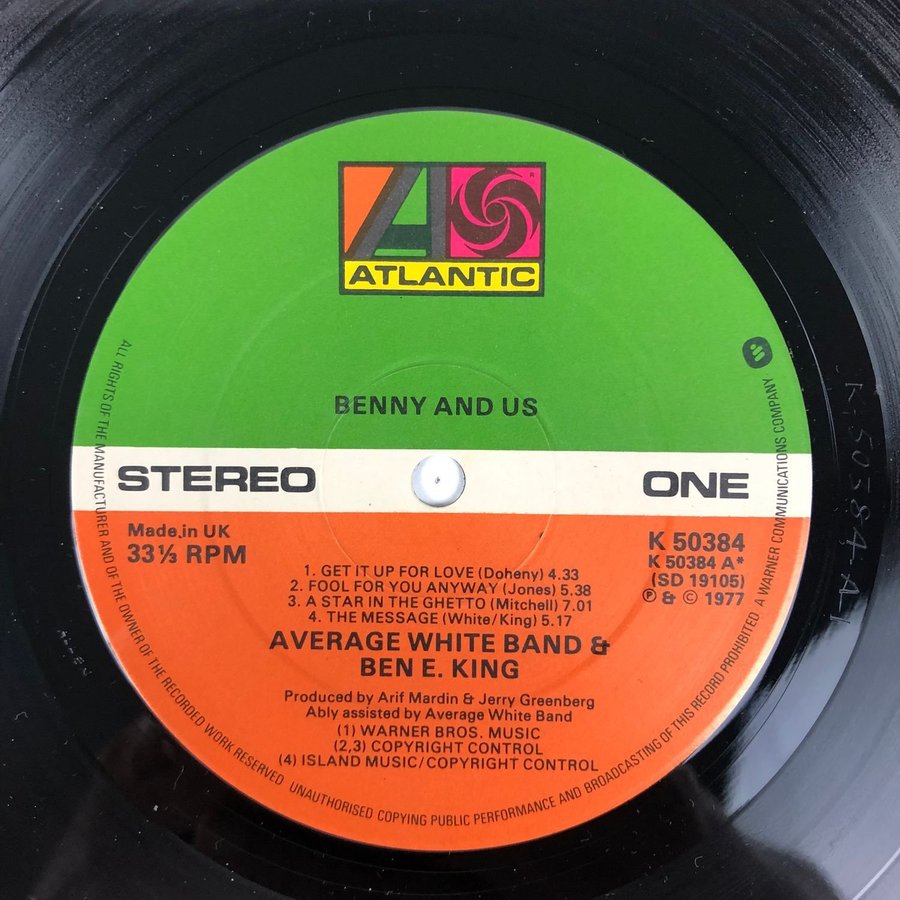 ATLANTIC
BENNY AND US
STEREO
ONE
Made in UK
33⅓ RPM
K 50384
K 50384 A*
(SD 19105)
℗ & © 1977
1. GET IT UP FOR LOVE (Doheny) 4.33
2. FOOL FOR YOU ANYWAY (Jones) 5.38
3. A STAR IN THE GHETTO (Mitchell) 7.01
4. THE MESSAGE (White/King) 5.17
AVERAGE WHITE BAND &
BEN E. KING
Produced by Arif Mardin & Jerry Greenberg
Ably assisted by Average White Band
(1) WARNER BROS. MUSIC
(2,3) COPYRIGHT CONTROL
(4) ISLAND MUSIC/COPYRIGHT CONTROL
ALL RIGHTS OF THE MANUFACTURER AND OF THE OWNER OF THE RECORDED WORK RESERVED UNAUTHORISED COPYING PUBLIC PERFORMANCE AND BROADCASTING OF THIS RECORD PROHIBITED A WARNER COMMUNICATIONS COMPANY
K 50384-A1